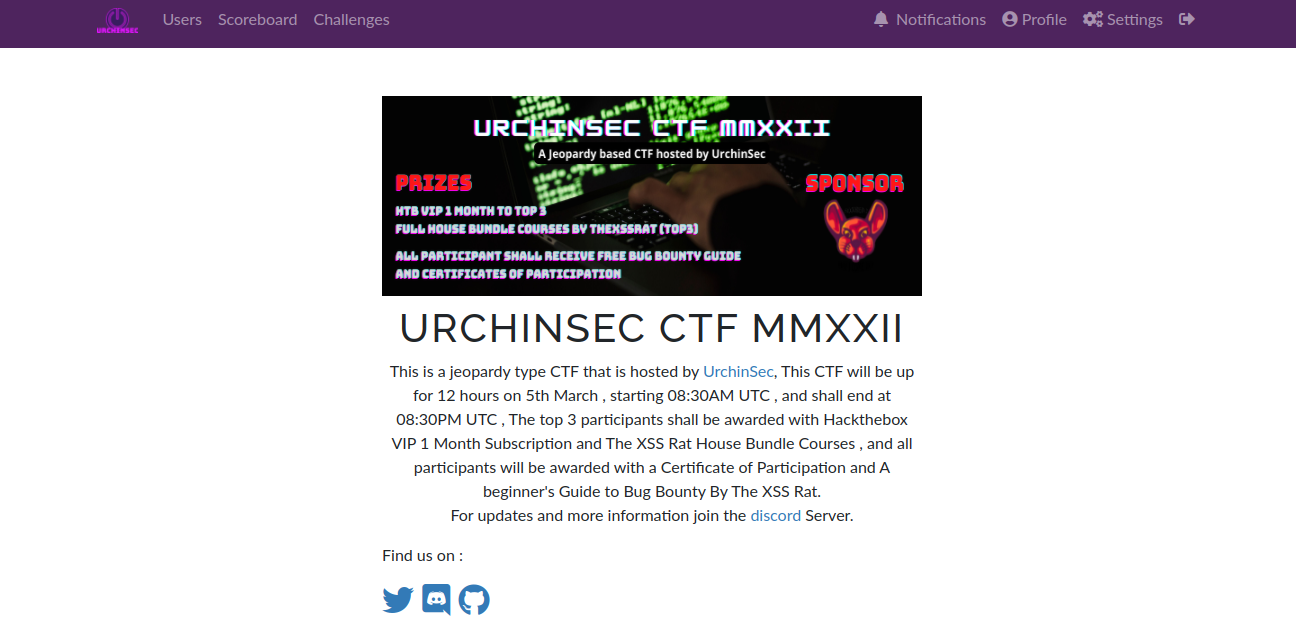 URCHINSEC
Users Scoreboard Challenges
Notifications Profile Settings
URCHINSEC CTF MMXXII
A Jeopardy based CTF hosted by UrchinSec
PRIZES
SPONSOR
HTB VIP 1 MONTH TO TOP 3
FULL HOUSE BUNDLE COURSES BY THEXSSRAT (TOP3)
ALL PARTICIPANT SHALL RECEIVE FREE BUG BOUNTY GUIDE
AND CERTIFICATES OF PARTICIPATION
URCHINSEC CTF MMXXII
This is a jeopardy type CTF that is hosted by UrchinSec, This CTF will be up
for 12 hours on 5th March , starting 08:30AM UTC , and shall end at
08:30PM UTC , The top 3 participants shall be awarded with Hackthebox
VIP 1 Month Subscription and The XSS Rat House Bundle Courses , and all
participants will be awarded with a Certificate of Participation and A
beginner's Guide to Bug Bounty By The XSS Rat.
For updates and more information join the discord Server.
Find us on :